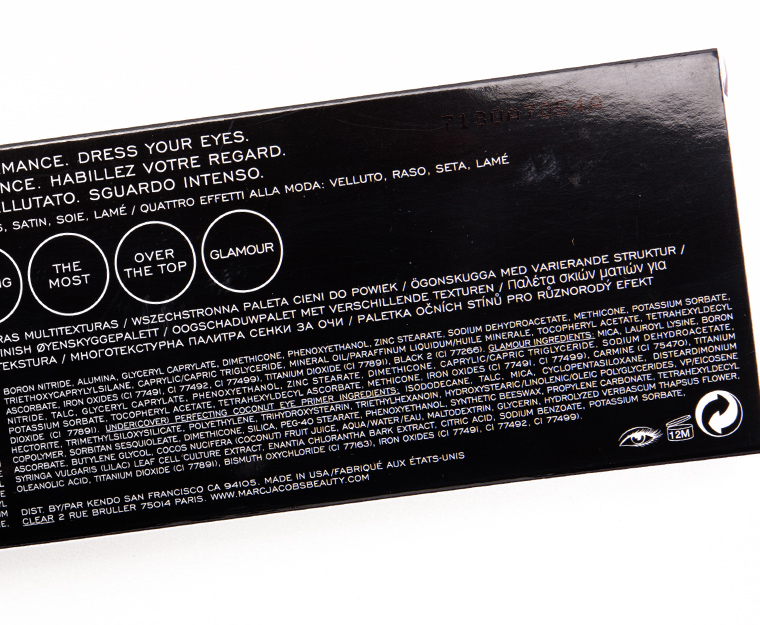 MANCE. DRESS YOUR EYES.
NCE. HABILLEZ VOTRE REGARD.
LLUTATO. SGUARDO INTENSO.
S, SATIN, SOIE, LAMÉ / QUATTRO EFFETTI ALLA MODA: VELLUTO, RASO, SETA, LAMÉ
NG
THE
MOST
OVER
THE TOP
GLAMOUR
RAS MULTITEXTURAS / WSZECHSTRONNA PALETA CIENI DO POWIEK / ÖGONSKUGGA MED VARIERANDE STRUKTUR /
INISH ØYENSKYGGEPALETT / OOGSCHADUWPALET MET VERSCHILLENDE TEXTUREN / Παλέτα σκιών ματιών για
TEKSTURA / МНОГОТЕКСТУРНА ПАЛИТРА СЕНКИ ЗА ОЧИ / PALETKA OČNÍCH STÍNŮ PRO RŮZNORODÝ EFEKT
BORON NITRIDE, ALUMINA, GLYCERYL CAPRYLATE, DIMETHICONE, PHENOXYETHANOL, ZINC STEARATE, SODIUM DEHYDROACETATE, METHICONE, POTASSIUM SORBATE,
TRIETHOXYCAPRYLYLSILANE, CAPRYLIC/CAPRIC TRIGLYCERIDE, MINERAL OIL/PARAFFINUM LIQUIDUM/HUILE MINERALE, TOCOPHERYL ACETATE, TETRAHEXYLDECYL
ASCORBATE, IRON OXIDES (CI 77491, CI 77492, CI 77499), TITANIUM DIOXIDE (CI 77891), BLACK 2 (CI 77266). GLAMOUR INGREDIENTS: MICA, LAUROYL LYSINE, BORON
NITRIDE, TALC, GLYCERYL CAPRYLATE, PHENOXYETHANOL, ZINC STEARATE, DIMETHICONE, CAPRYLIC/CAPRIC TRIGLYCERIDE, SODIUM DEHYDROACETATE,
POTASSIUM SORBATE, TOCOPHERYL ACETATE, TETRAHEXYLDECYL ASCORBATE, METHICONE, IRON OXIDES (CI 77491, CI 77499), CARMINE (CI 75470), TITANIUM
DIOXIDE (CI 77891). UNDERCOVER! PERFECTING COCONUT EYE PRIMER INGREDIENTS: ISODODECANE, TALC, MICA, CYCLOPENTASILOXANE, DISTEARDIMONIUM
HECTORITE, TRIMETHYLSILOXYSILICATE, POLYETHYLENE, TRIHYDROXYSTEARIN, TRIETHYLHEXANOIN, HYDROXYSTEARIC/LINOLENIC/OLEIC POLYGLYCERIDES, VP/EICOSENE
COPOLYMER, SORBITAN SESQUIOLEATE, DIMETHICONE, SILICA, PEG-40 STEARATE, PHENOXYETHANOL, SYNTHETIC BEESWAX, PROPYLENE CARBONATE, TETRAHEXYLDECYL
ASCORBATE, BUTYLENE GLYCOL, COCOS NUCIFERA (COCONUT) FRUIT JUICE, AQUA/WATER/EAU, MALTODEXTRIN, GLYCERIN, HYDROLYZED VERBASCUM THAPSUS FLOWER,
SYRINGA VULGARIS (LILAC) LEAF CELL CULTURE EXTRACT, ENANTIA CHLORANTHA BARK EXTRACT, CITRIC ACID, SODIUM BENZOATE, POTASSIUM SORBATE,
OLEANOLIC ACID, TITANIUM DIOXIDE (CI 77891), BISMUTH OXYCHLORIDE (CI 77163), IRON OXIDES (CI 77491, CI 77492, CI 77499).
12M
DIST. BY/PAR KENDO SAN FRANCISCO CA 94105. MADE IN USA/FABRIQUÉ AUX ÉTATS-UNIS
CLEAR 2 RUE BRULLER 75014 PARIS. WWW.MARCJACOBSBEAUTY.COM